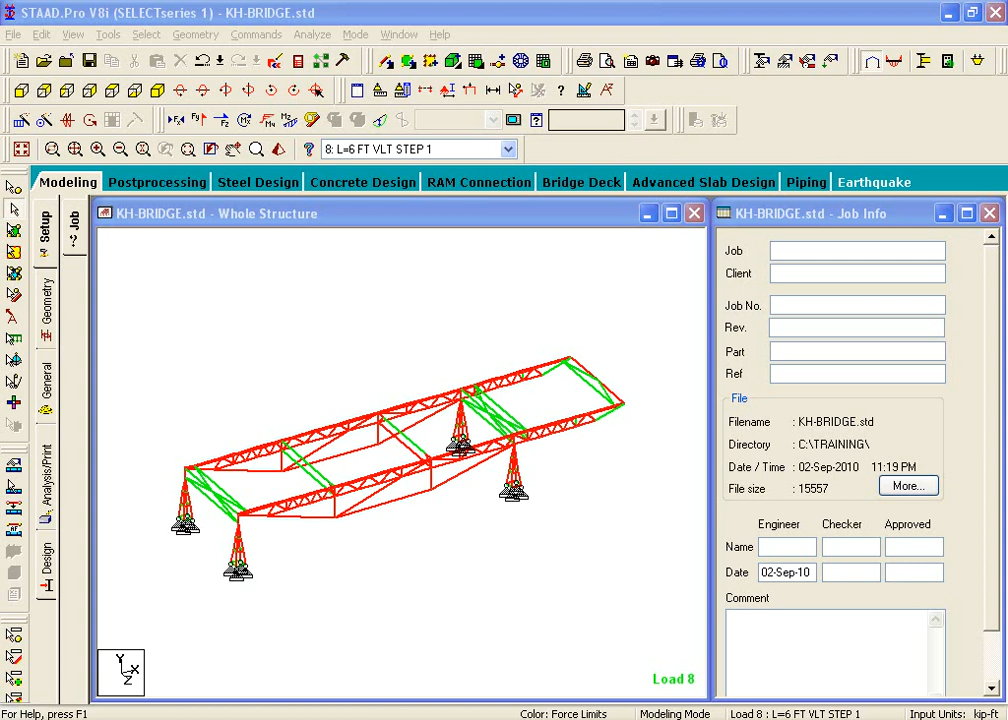 STAAD.Pro V8i (SELECTseries 1) - KH-BRIDGE.std
File Edit View Tools Select Geometry Commands Analyze Mode Window Help
8: L=6 FT VLT STEP 1
Modeling Postprocessing Steel Design Concrete Design RAM Connection Bridge Deck Advanced Slab Design Piping Earthquake
Setup
Geometry
General
Analysis/Print
Design
Job
KH-BRIDGE.std - Whole Structure
Y
X
Z
Load 8
KH-BRIDGE.std - Job Info
Job
Client
Job No.
Rev.
Part
Ref
File
Filename : KH-BRIDGE.std
Directory : C:\TRAINING\
Date / Time : 02-Sep-2010 11:19 PM
File size : 15557
More...
Engineer Checker Approved
Name
Date 02-Sep-10
Comment
For Help, press F1
Color: Force Limits
Modeling Mode
Load 8 : L=6 FT VLT STEP 1
Input Units: kip-ft